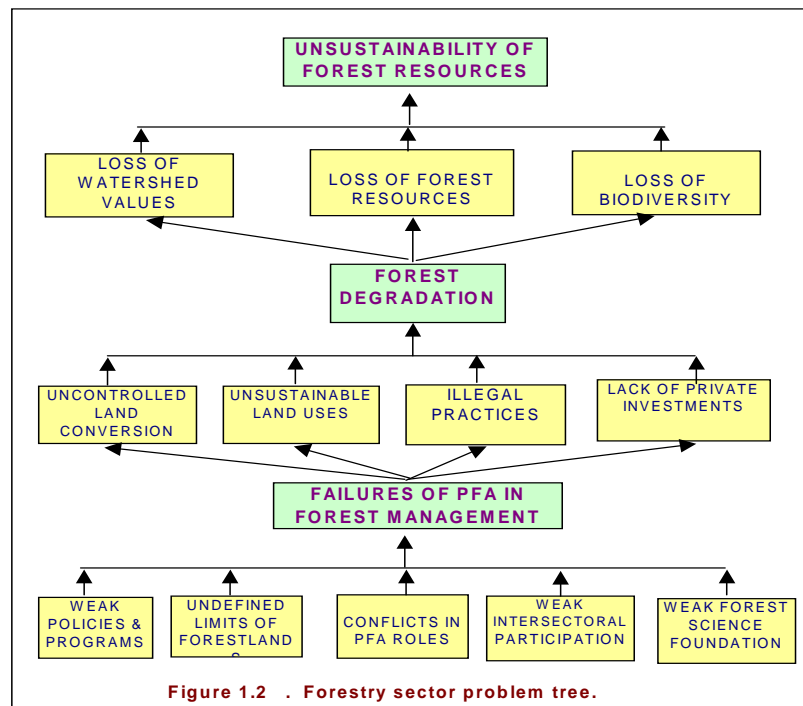 UNSUSTAINABILITY OF
FOREST RESOURCES
LOSS OF
WATERSHED
VALUES
LOSS OF FOREST
RESOURCES
LOSS OF
BIODIVERSITY
FOREST
DEGRADATION
UNCONTROLLED
LAND
CONVERSION
UNSUSTAINABLE
LAND USES
ILLEGAL
PRACTICES
LACK OF PRIVATE
INVESTMENTS
FAILURES OF PFA IN
FOREST MANAGEMENT
WEAK
POLICIES &
PROGRAMS
UNDEFINED
LIMITS OF
FORESTLAND
S
CONFLICTS IN
PFA ROLES
WEAK
INTERSECTORAL
PARTICIPATION
WEAK FOREST
SCIENCE
FOUNDATION
Figure 1.2 . Forestry sector problem tree.